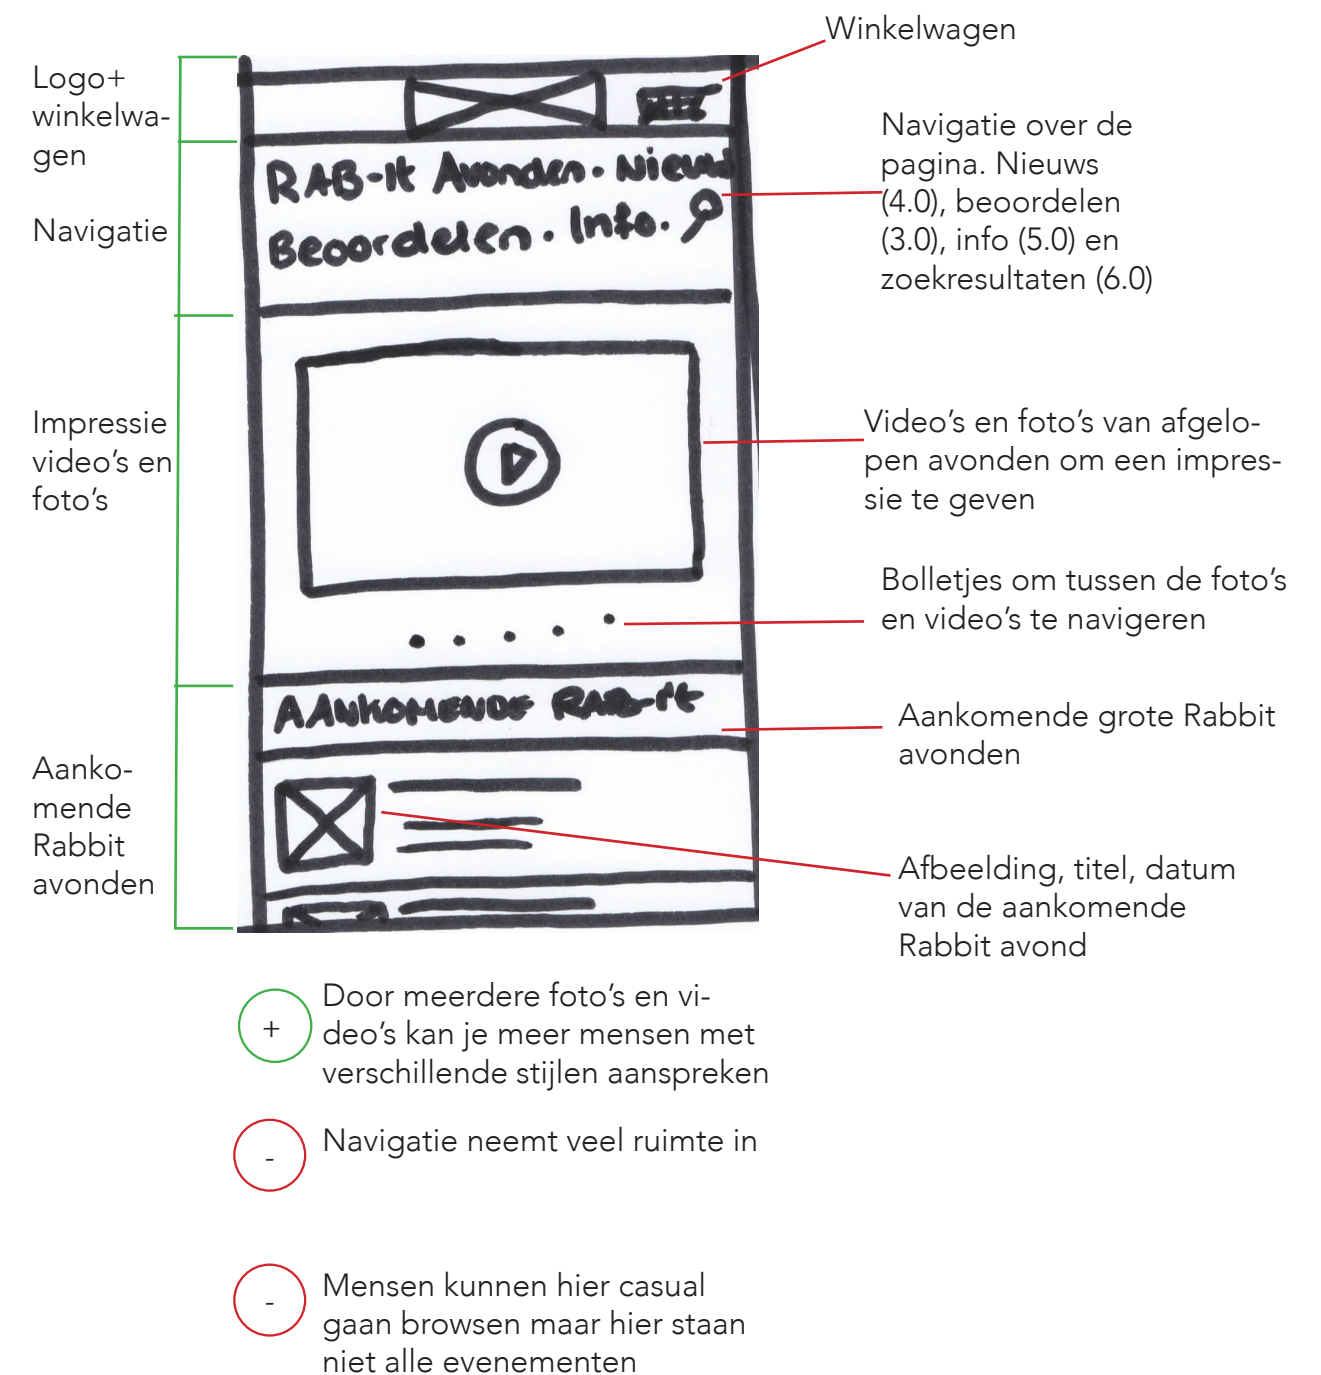 Winkelwagen
Logo+
winkelwa-
gen
Navigatie
Impressie
video’s en
foto’s
Aanko-
mende
Rabbit
avonden
RAB-It Avonden. Nieuws
Beoordelen. Info.
AANKOMENDE RAB-it
Navigatie over de
pagina. Nieuws
(4.0), beoordelen
(3.0), info (5.0) en
zoekresultaten (6.0)
Video’s en foto’s van afgelo-
pen avonden om een impres-
sie te geven
Bolletjes om tussen de foto’s
en video’s te navigeren
Aankomende grote Rabbit
avonden
Afbeelding, titel, datum
van de aankomende
Rabbit avond
+
Door meerdere foto’s en vi-
deo’s kan je meer mensen met
verschillende stijlen aanspreken
-
Navigatie neemt veel ruimte in
-
Mensen kunnen hier casual
gaan browsen maar hier staan
niet alle evenementen